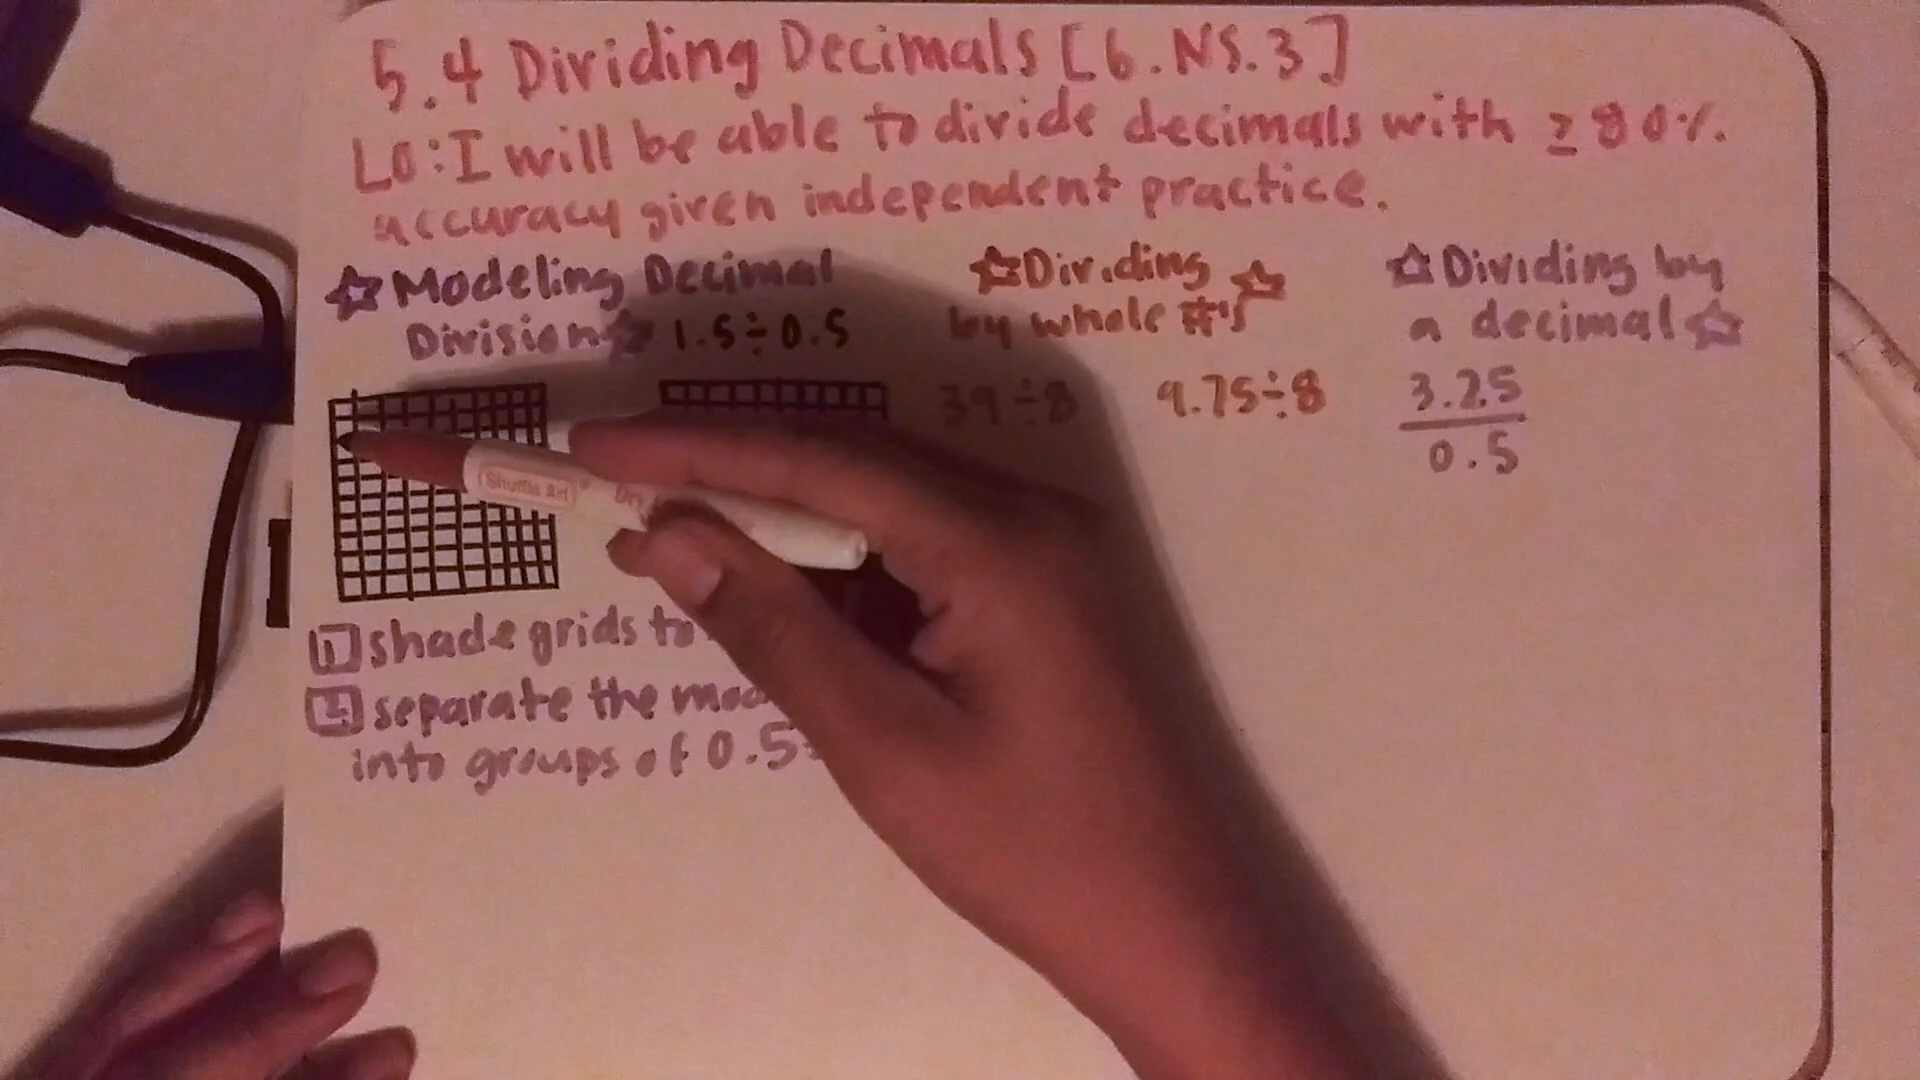 5.4 Dividing Decimals [6.NS.3]
LO: I will be able to divide decimals with ≥ 80%
accuracy given independent practice.
☆ Modeling Decimal
Division ☆ 1.5 ÷ 0.5
☆ Dividing ☆
by whole #'s
39 ÷ 8
9.75 ÷ 8
☆ Dividing by
a decimal ☆
3.25
0.5
1 shade grids to
2 separate the
into groups of 0.5
Shuttle Art